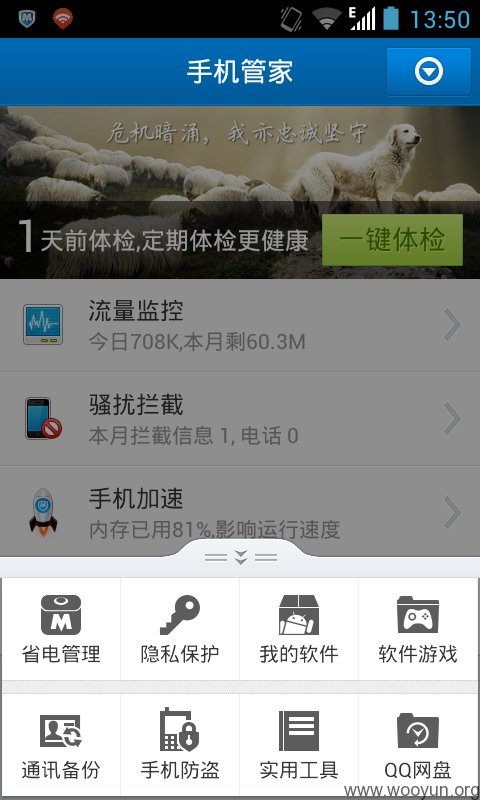 E 13:50
手机管家
危机暗涌，我亦忠诚坚守
1天前体检,定期体检更健康 一键体检
流量监控
今日708K,本月剩60.3M
骚扰拦截
本月拦截信息 1, 电话 0
手机加速
内存已用81%,影响运行速度
省电管理 隐私保护 我的软件 软件游戏
通讯备份 手机防盗 实用工具 QQ网盘
www.wooyun.org